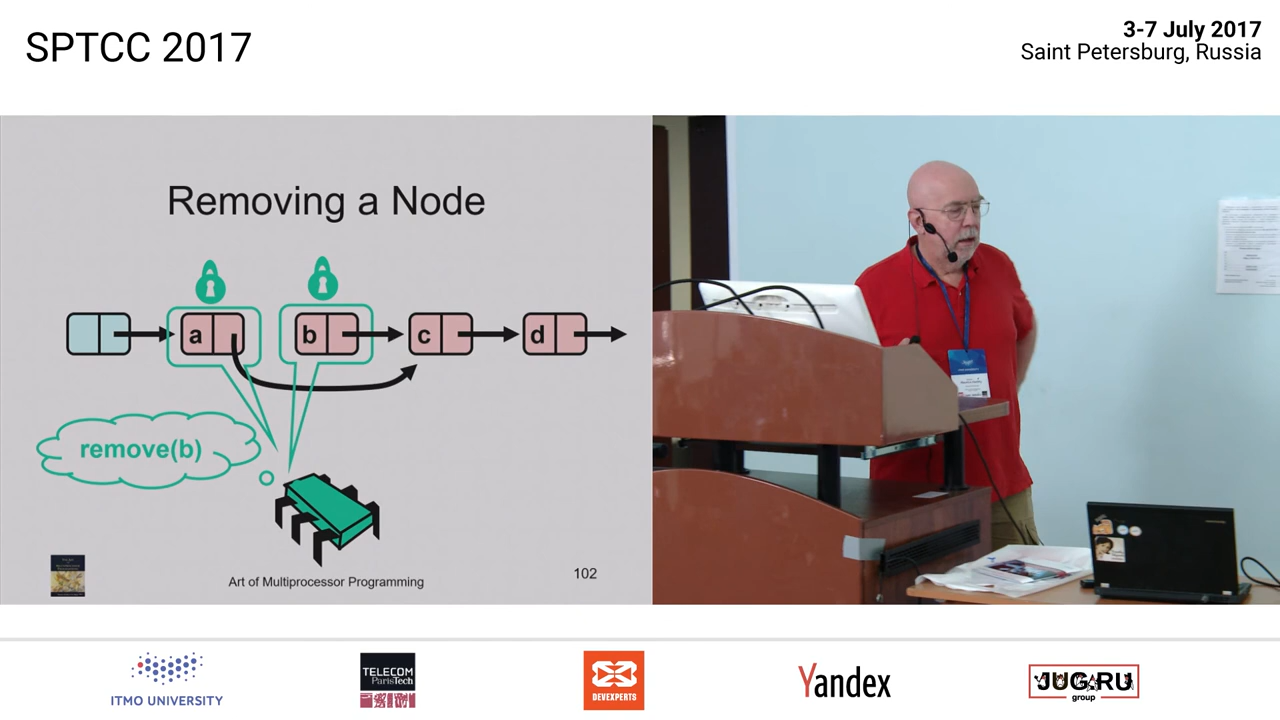 SPTCC 2017
3-7 July 2017
Saint Petersburg, Russia
Removing a Node
a
b
c
d
remove(b)
Art of Multiprocessor Programming
102
ITMO UNIVERSITY
TELECOM
ParisTech
DEVEXPERTS
Yandex
JUG.RU
group